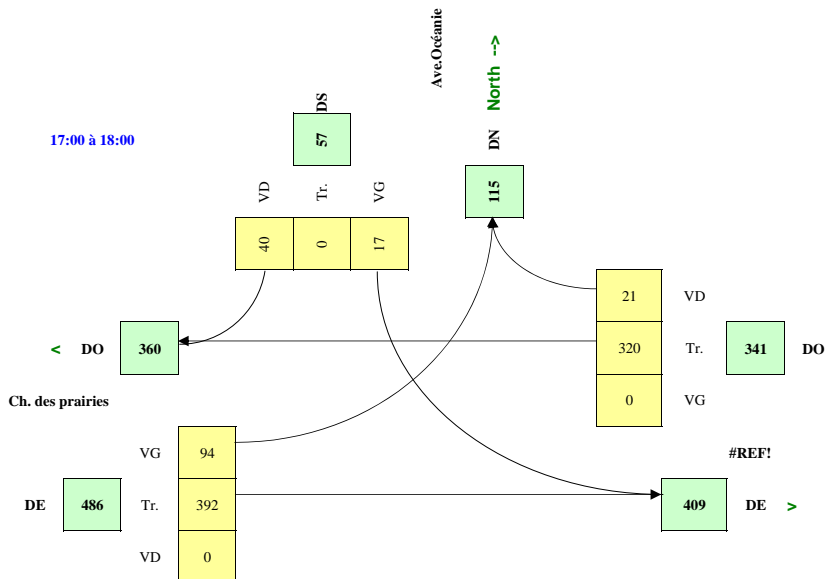 Ave.Océanie
North -->
DS
17:00 à 18:00
57
DN
115
VD Tr. VG
40 0 17
21 VD
< DO 360
320 Tr. 341 DO
0 VG
Ch. des prairies
VG 94
#REF!
DE 486 Tr. 392
409 DE >
VD 0